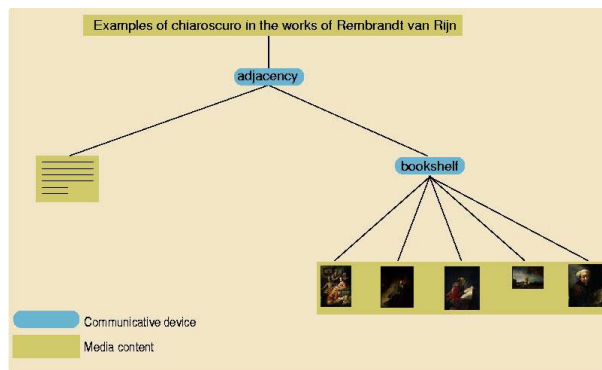 Examples of chiaroscuro in the works of Rembrandt van Rijn
adjacency
bookshelf
Communicative device
Media content